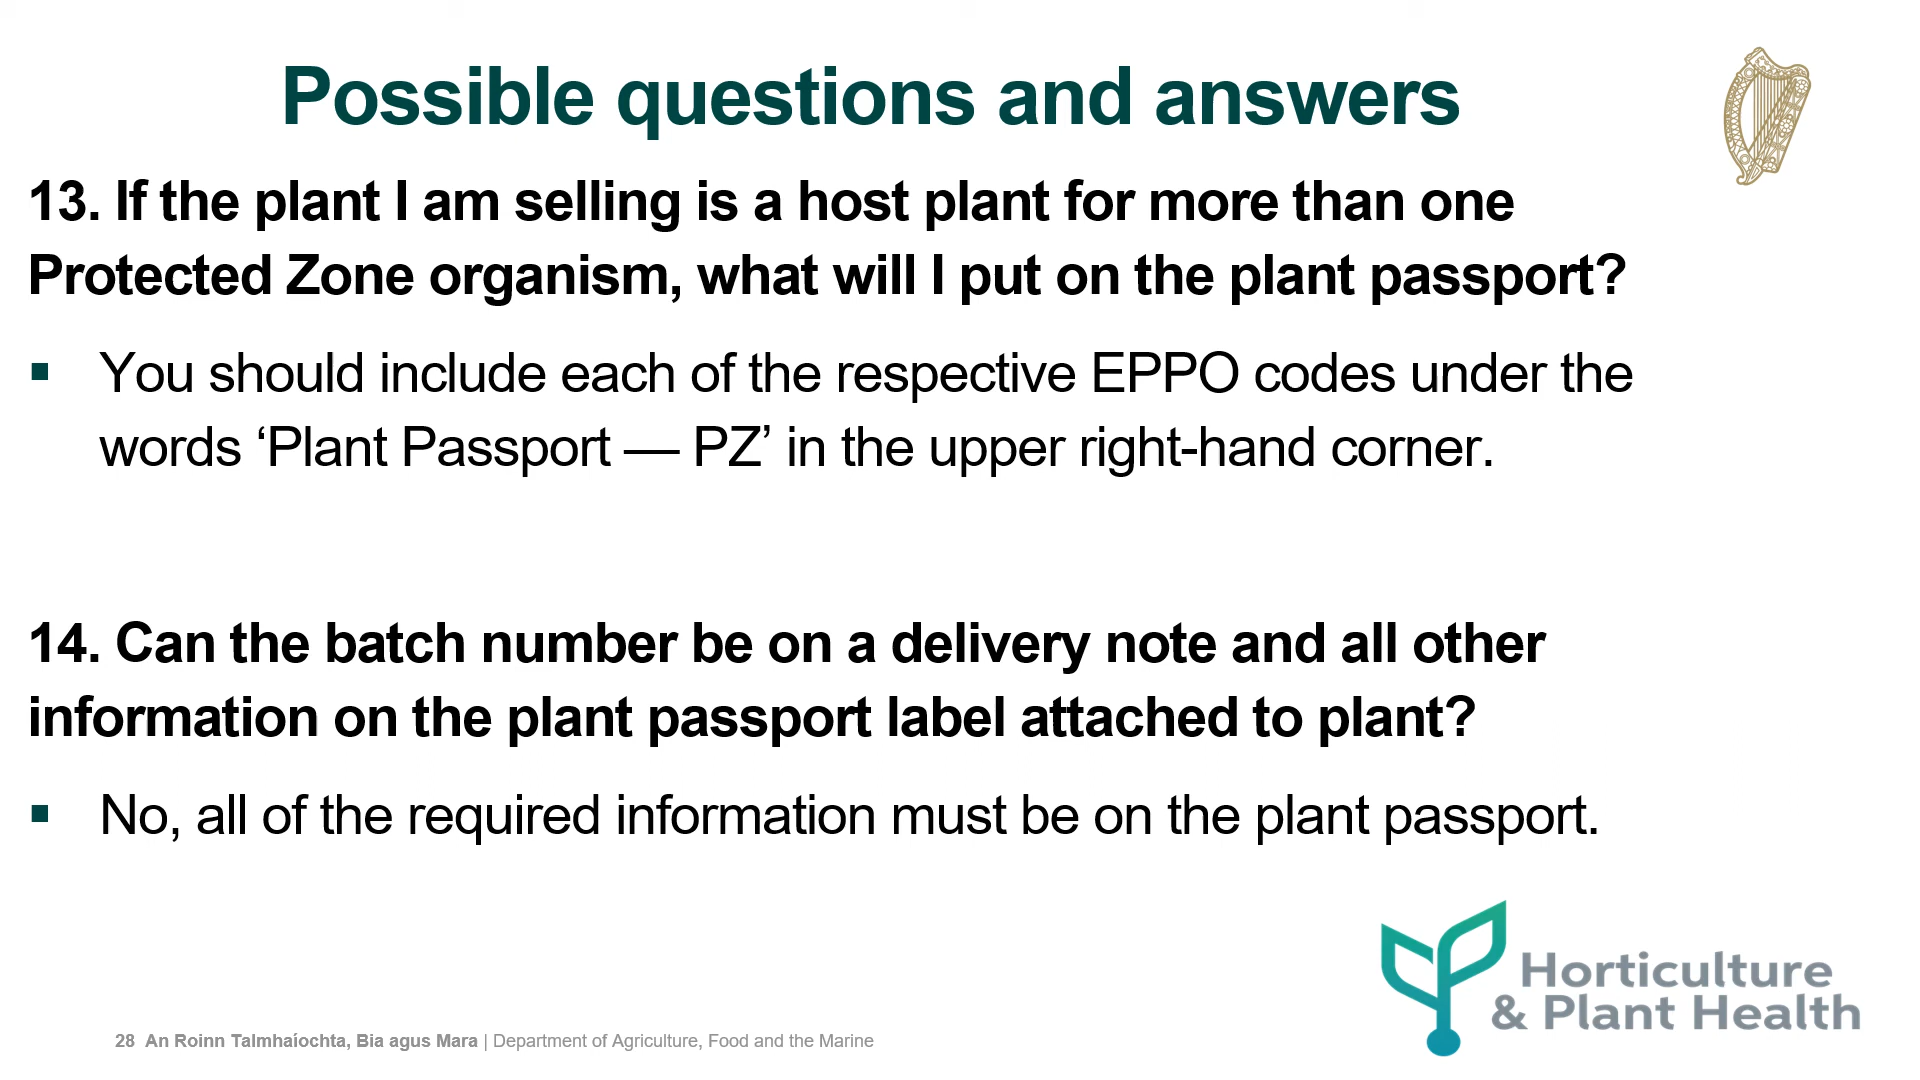 Possible questions and answers
13. If the plant I am selling is a host plant for more than one
Protected Zone organism, what will I put on the plant passport?
▪ You should include each of the respective EPPO codes under the
words ‘Plant Passport — PZ’ in the upper right-hand corner.
14. Can the batch number be on a delivery note and all other
information on the plant passport label attached to plant?
▪ No, all of the required information must be on the plant passport.
Horticulture
& Plant Health
28 An Roinn Talmhaíochta, Bia agus Mara | Department of Agriculture, Food and the Marine